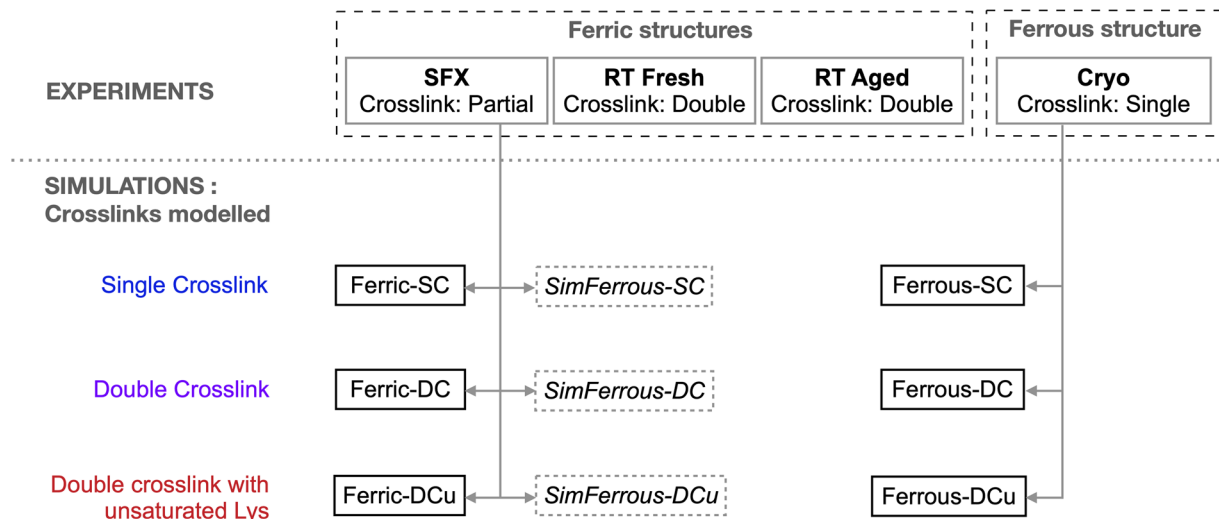 Ferric structures
Ferrous structure
EXPERIMENTS
SFX
Crosslink: Partial
RT Fresh
Crosslink: Double
RT Aged
Crosslink: Double
Cryo
Crosslink: Single
SIMULATIONS :
Crosslinks modelled
Single Crosslink
Ferric-SC
SimFerrous-SC
Ferrous-SC
Double Crosslink
Ferric-DC
SimFerrous-DC
Ferrous-DC
Double crosslink with
unsaturated Lys
Ferric-DCu
SimFerrous-DCu
Ferrous-DCu